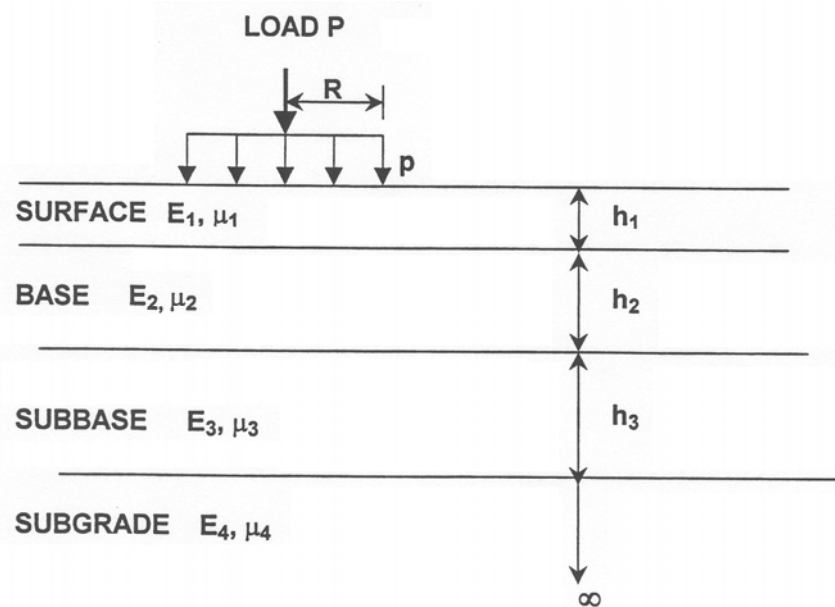 LOAD P
R
p
SURFACE E₁, μ₁
h₁
BASE E₂, μ₂
h₂
SUBBASE E₃, μ₃
h₃
SUBGRADE E₄, μ₄
∞